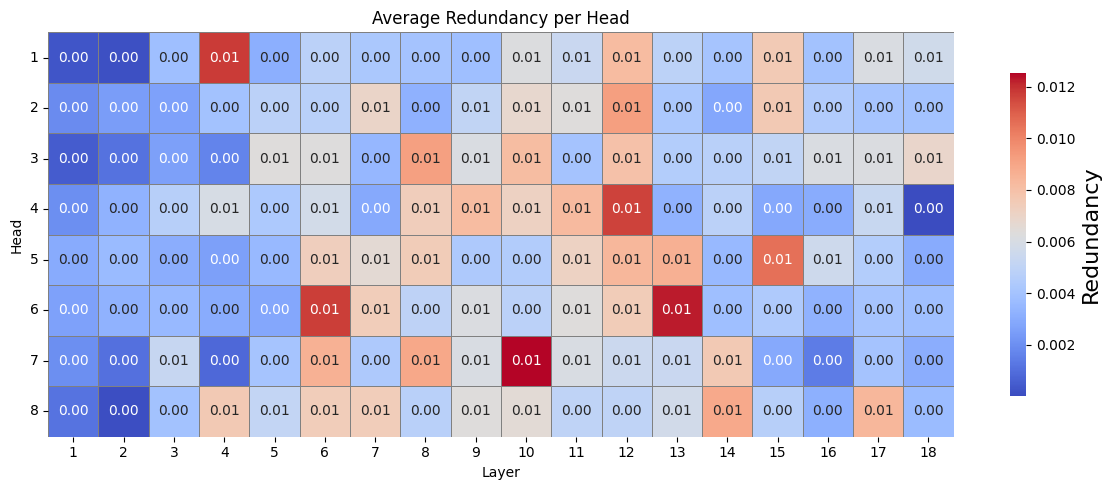 Average Redundancy per Head
1 0.00 0.00 0.00 0.01 0.00 0.00 0.00 0.00 0.00 0.01 0.01 0.01 0.00 0.00 0.01 0.00 0.01 0.01
2 0.00 0.00 0.00 0.00 0.00 0.00 0.01 0.00 0.01 0.01 0.01 0.01 0.00 0.00 0.01 0.00 0.00 0.00
3 0.00 0.00 0.00 0.00 0.01 0.01 0.00 0.01 0.01 0.01 0.00 0.01 0.00 0.00 0.01 0.01 0.01 0.01
4 0.00 0.00 0.00 0.01 0.00 0.01 0.00 0.01 0.01 0.01 0.01 0.01 0.00 0.00 0.00 0.00 0.01 0.00
5 0.00 0.00 0.00 0.00 0.00 0.01 0.01 0.01 0.00 0.00 0.01 0.01 0.01 0.00 0.01 0.01 0.00 0.00
6 0.00 0.00 0.00 0.00 0.00 0.01 0.01 0.00 0.01 0.00 0.01 0.01 0.01 0.00 0.00 0.00 0.00 0.00
7 0.00 0.00 0.01 0.00 0.00 0.01 0.00 0.01 0.01 0.01 0.01 0.01 0.01 0.01 0.00 0.00 0.00 0.00
8 0.00 0.00 0.00 0.01 0.01 0.01 0.01 0.00 0.01 0.01 0.00 0.00 0.01 0.01 0.00 0.00 0.01 0.00
1 2 3 4 5 6 7 8 9 10 11 12 13 14 15 16 17 18
Layer
Head
0.012
0.010
0.008
0.006
0.004
0.002
Redundancy